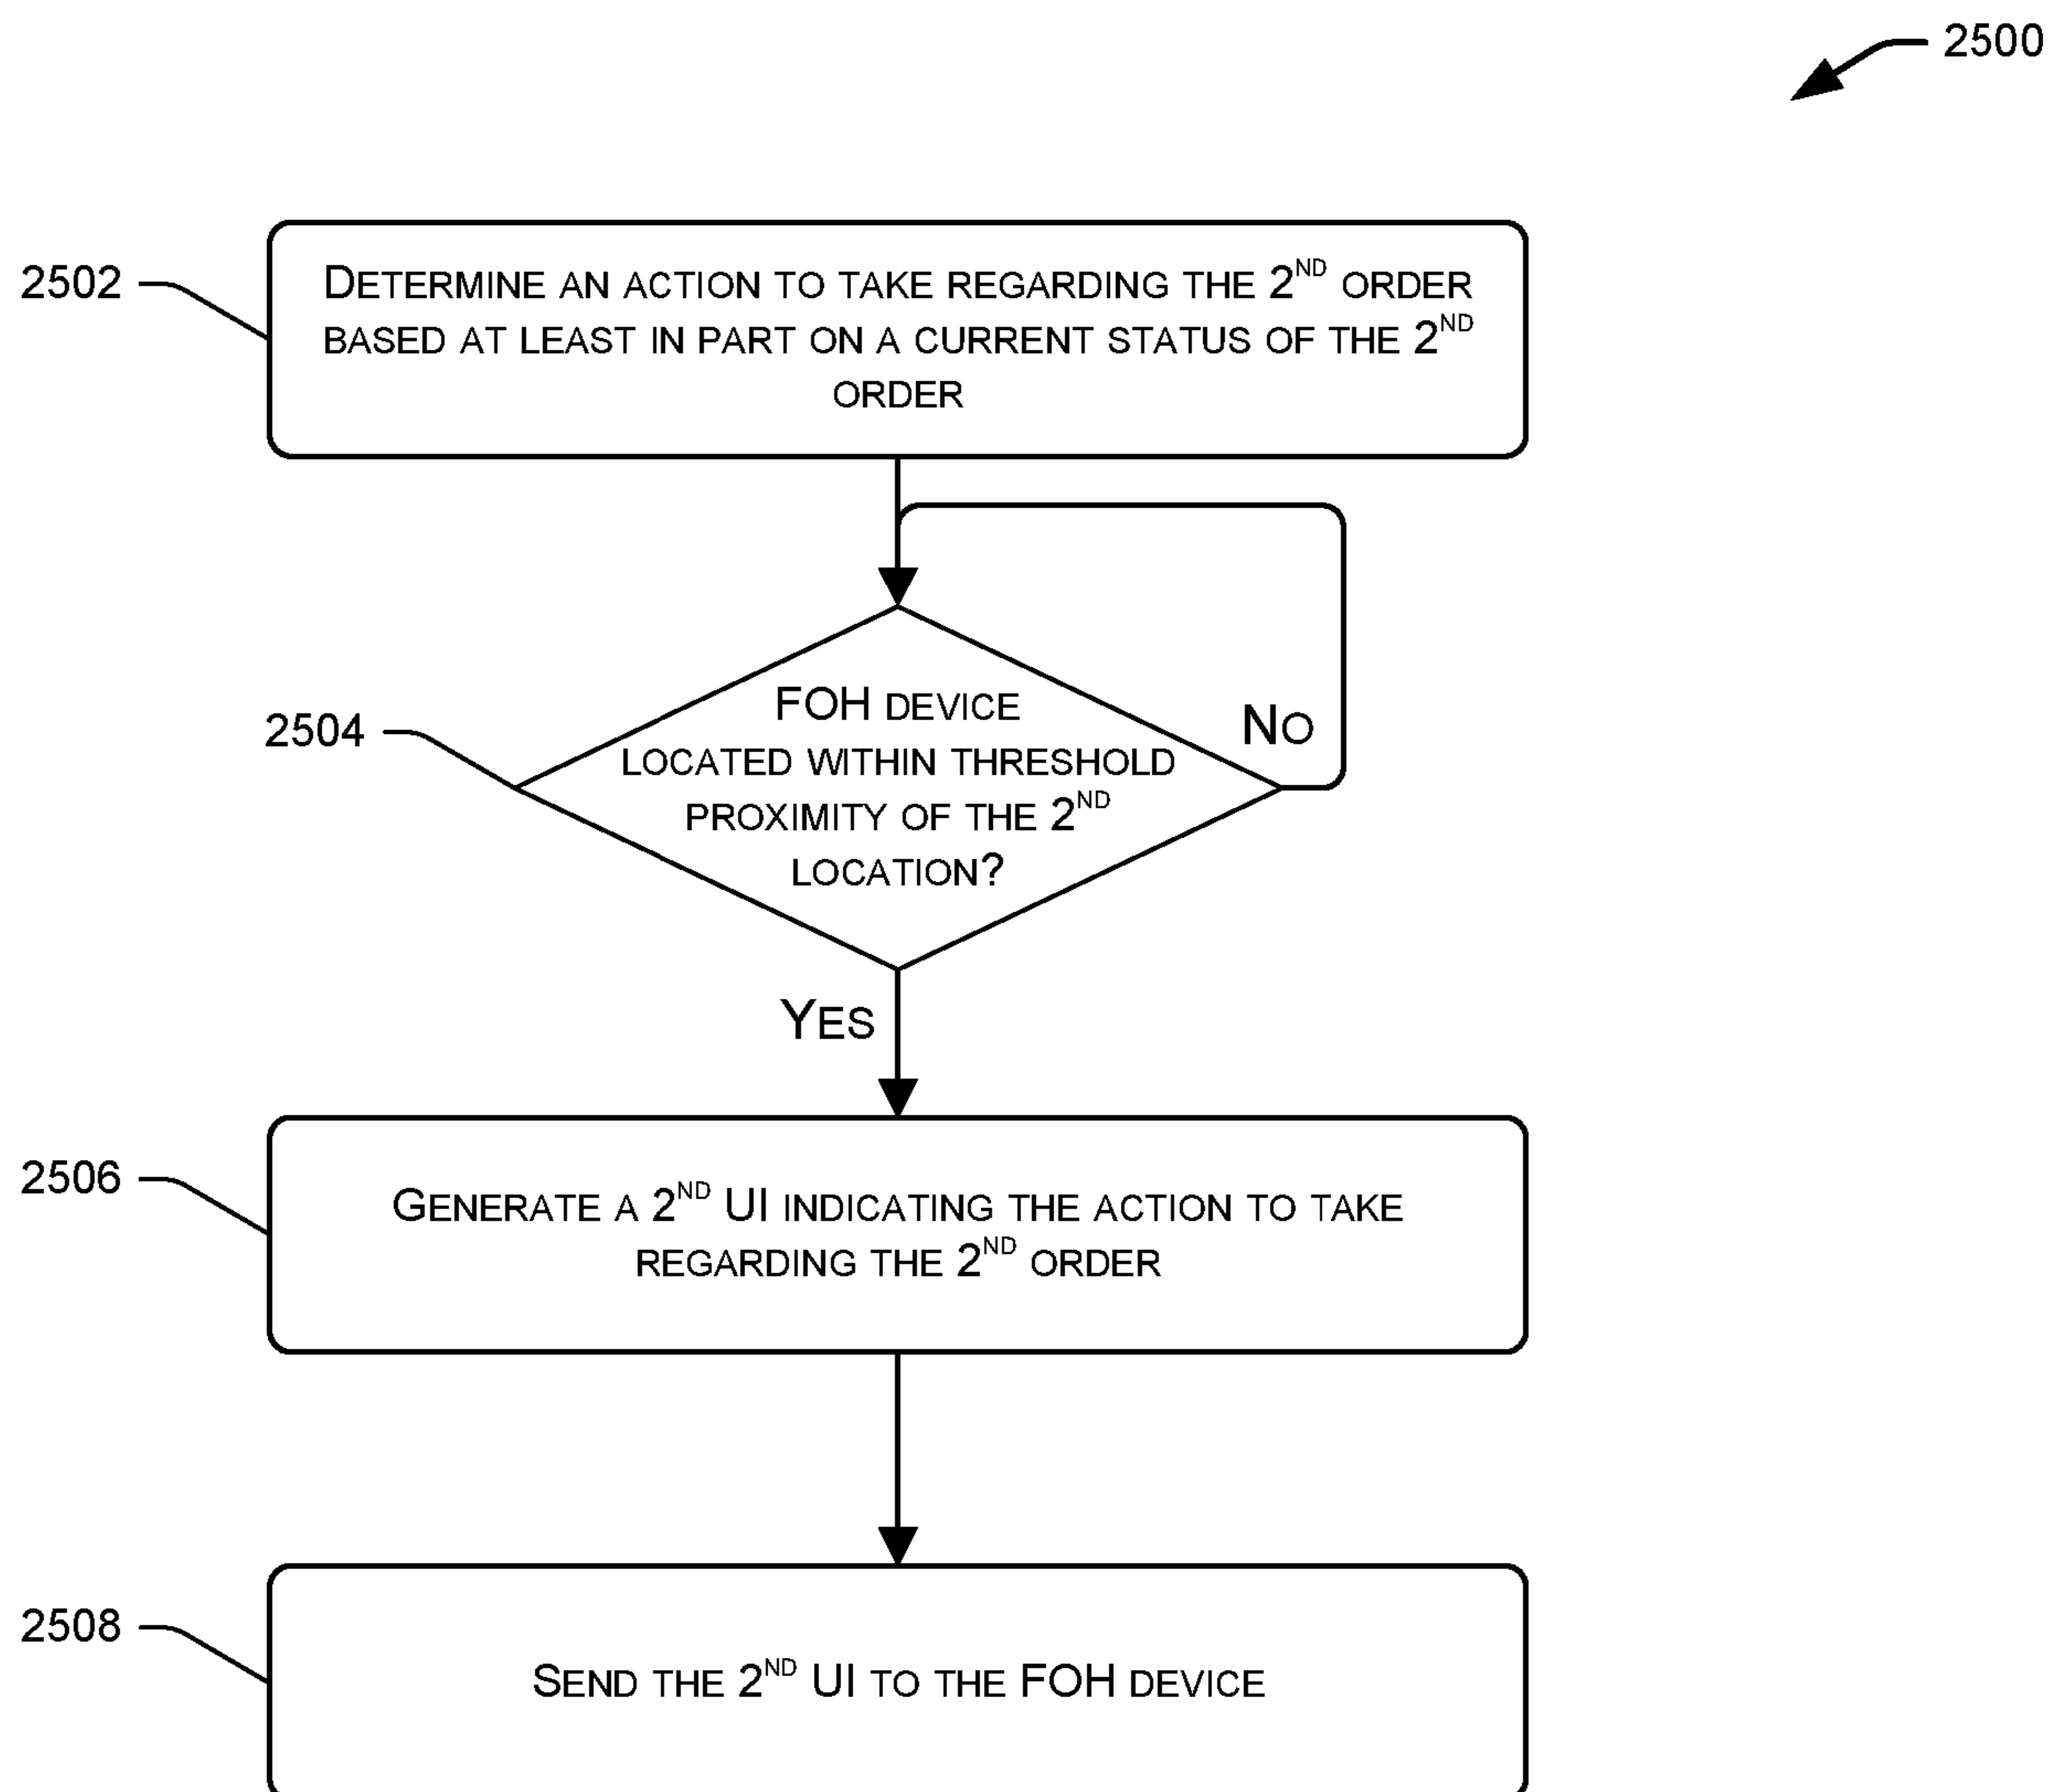 2500
2502
DETERMINE AN ACTION TO TAKE REGARDING THE 2ND ORDER
BASED AT LEAST IN PART ON A CURRENT STATUS OF THE 2ND
ORDER
2504
FOH DEVICE
LOCATED WITHIN THRESHOLD
PROXIMITY OF THE 2ND
LOCATION?
NO
YES
2506
GENERATE A 2ND UI INDICATING THE ACTION TO TAKE
REGARDING THE 2ND ORDER
2508
SEND THE 2ND UI TO THE FOH DEVICE